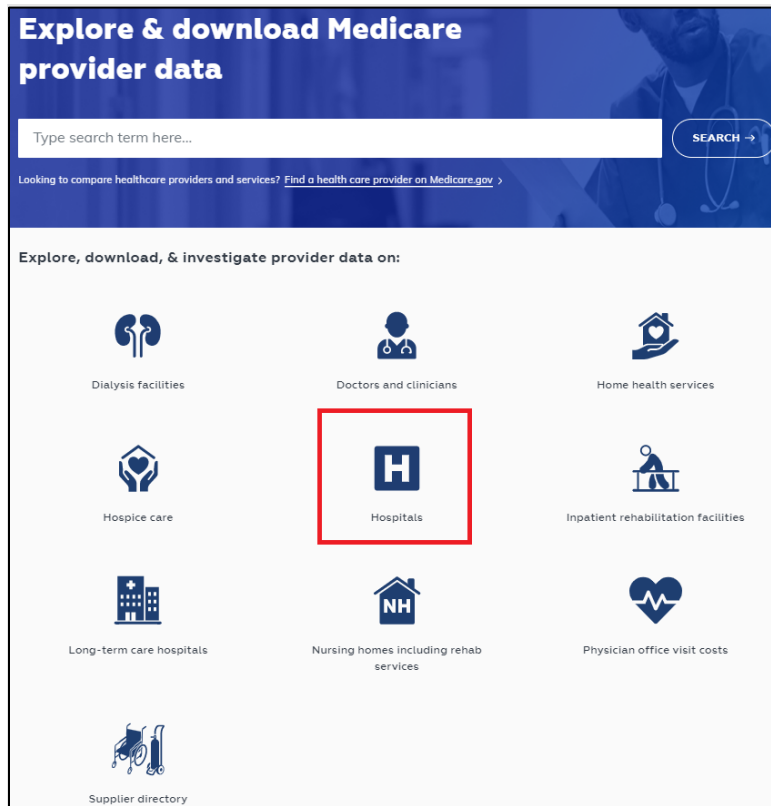 Explore & download Medicare
provider data
Type search term here...
SEARCH →
Looking to compare healthcare providers and services? Find a health care provider on Medicare.gov >
Explore, download, & investigate provider data on:
Dialysis facilities
Doctors and clinicians
Home health services
Hospice care
H
Hospitals
Inpatient rehabilitation facilities
Long-term care hospitals
NH
Nursing homes including rehab
services
Physician office visit costs
Supplier directory